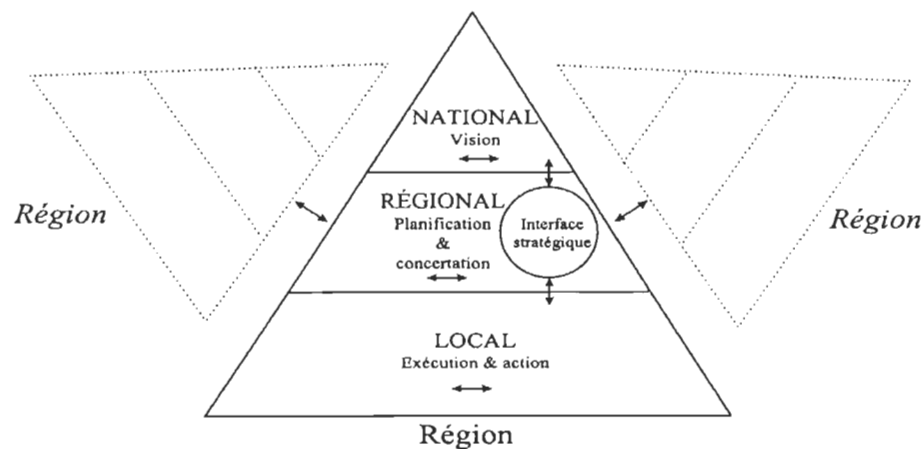 NATIONAL
Vision
Région
RÉGIONAL
Planification
&
concertation
Interface
stratégique
Région
LOCAL
Exécution & action
Région